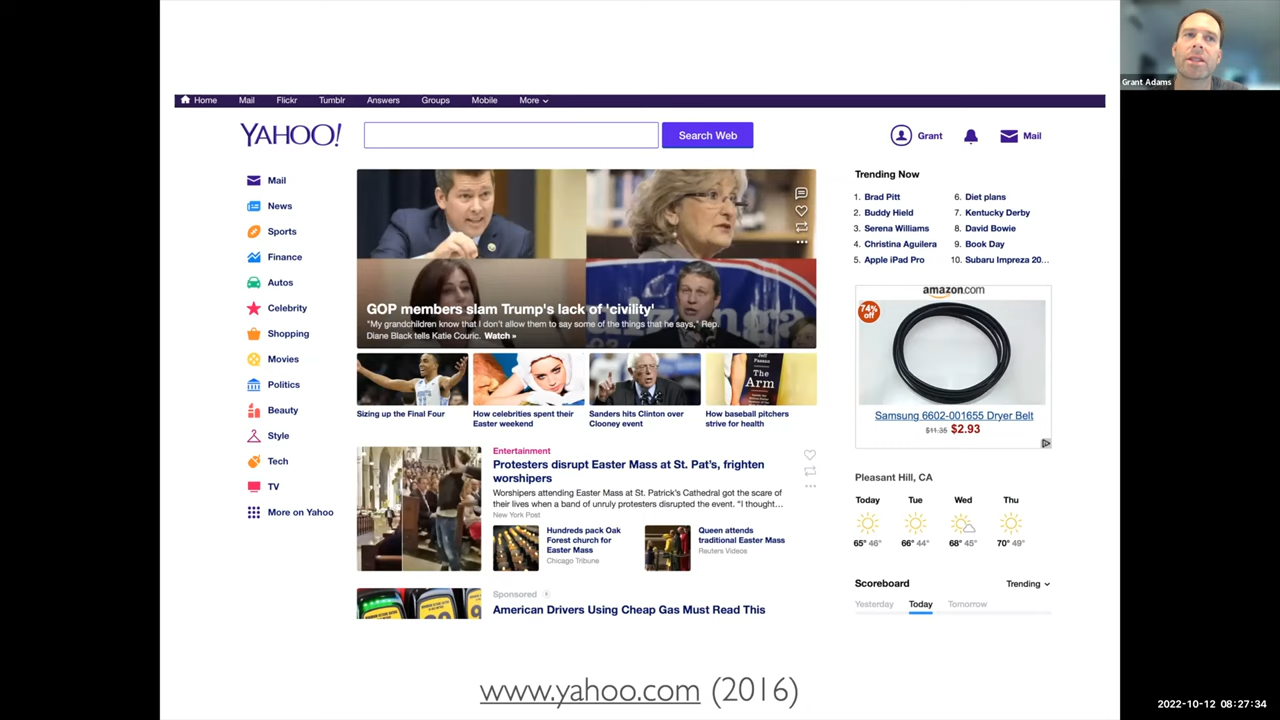 Grant Adams
Home Mail Flickr Tumblr Answers Groups Mobile More
YAHOO!
Search Web
Grant
Mail
Mail
News
Sports
Finance
Autos
Celebrity
Shopping
Movies
Politics
Beauty
Style
Tech
TV
More on Yahoo
GOP members slam Trump's lack of 'civility'
"My grandchildren know that I don't allow them to say some of the things that he says," Rep.
Diane Black tells Katie Couric. Watch »
Sizing up the Final Four
How celebrities spent their
Easter weekend
Sanders hits Clinton over
Clooney event
The
Arm
How baseball pitchers
strive for health
Entertainment
Protesters disrupt Easter Mass at St. Pat's, frighten
worshipers
Worshipers attending Easter Mass at St. Patrick's Cathedral got the scare of
their lives when a band of unruly protesters disrupted the event. "I thought...
New York Post
Hundreds pack Oak
Forest church for
Easter Mass
Chicago Tribune
Queen attends
traditional Easter Mass
Reuters Videos
Sponsored
American Drivers Using Cheap Gas Must Read This
Trending Now
1. Brad Pitt
2. Buddy Hield
3. Serena Williams
4. Christina Aguilera
5. Apple iPad Pro
6. Diet plans
7. Kentucky Derby
8. David Bowie
9. Book Day
10. Subaru Impreza 20...
amazon.com
74%
off
Samsung 6602-001655 Dryer Belt
$11.35 $2.93
Pleasant Hill, CA
Today Tue Wed Thu
65° 46° 66° 44° 68° 45° 70° 49°
Scoreboard
Trending
Yesterday Today Tomorrow
www.yahoo.com (2016)
2022-10-12 08:27:34